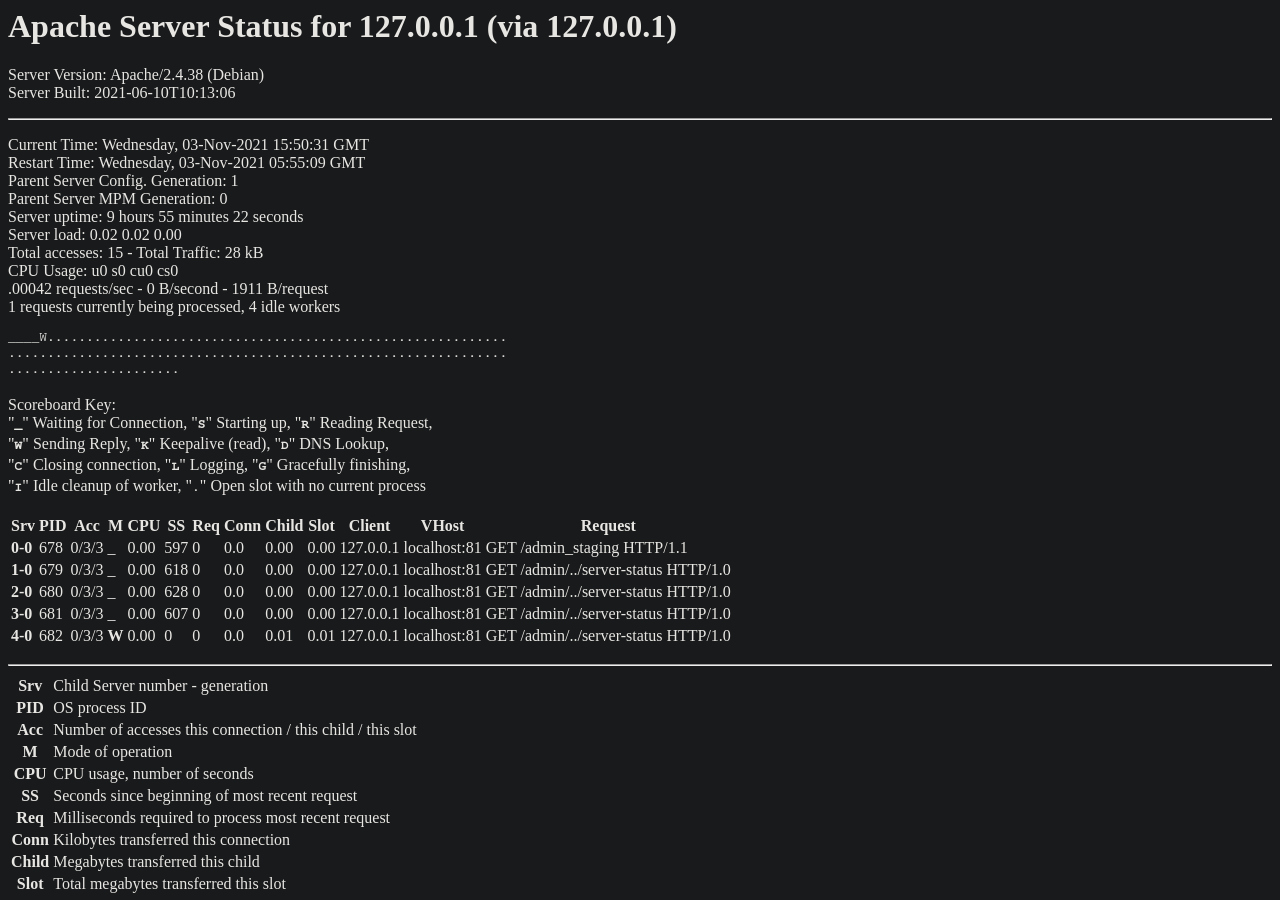 Apache Server Status for 127.0.0.1 (via 127.0.0.1)
Server Version: Apache/2.4.38 (Debian)
Server Built: 2021-06-10T10:13:06
Current Time: Wednesday, 03-Nov-2021 15:50:31 GMT
Restart Time: Wednesday, 03-Nov-2021 05:55:09 GMT
Parent Server Config. Generation: 1
Parent Server MPM Generation: 0
Server uptime: 9 hours 55 minutes 22 seconds
Server load: 0.02 0.02 0.00
Total accesses: 15 - Total Traffic: 28 kB
CPU Usage: u0 s0 cu0 cs0
.00042 requests/sec - 0 B/second - 1911 B/request
1 requests currently being processed, 4 idle workers
____W...........................................................
................................................................
......................
Scoreboard Key:
"_" Waiting for Connection, "S" Starting up, "R" Reading Request,
"W" Sending Reply, "K" Keepalive (read), "D" DNS Lookup,
"C" Closing connection, "L" Logging, "G" Gracefully finishing,
"I" Idle cleanup of worker, "." Open slot with no current process
Srv PID Acc M CPU SS Req Conn Child Slot Client VHost Request
0-0 678 0/3/3 _ 0.00 597 0 0.0 0.00 0.00 127.0.0.1 localhost:81 GET /admin_staging HTTP/1.1
1-0 679 0/3/3 _ 0.00 618 0 0.0 0.00 0.00 127.0.0.1 localhost:81 GET /admin/../server-status HTTP/1.0
2-0 680 0/3/3 _ 0.00 628 0 0.0 0.00 0.00 127.0.0.1 localhost:81 GET /admin/../server-status HTTP/1.0
3-0 681 0/3/3 _ 0.00 607 0 0.0 0.00 0.00 127.0.0.1 localhost:81 GET /admin/../server-status HTTP/1.0
4-0 682 0/3/3 W 0.00 0 0 0.0 0.01 0.01 127.0.0.1 localhost:81 GET /admin/../server-status HTTP/1.0
Srv Child Server number - generation
PID OS process ID
Acc Number of accesses this connection / this child / this slot
M Mode of operation
CPU CPU usage, number of seconds
SS Seconds since beginning of most recent request
Req Milliseconds required to process most recent request
Conn Kilobytes transferred this connection
Child Megabytes transferred this child
Slot Total megabytes transferred this slot